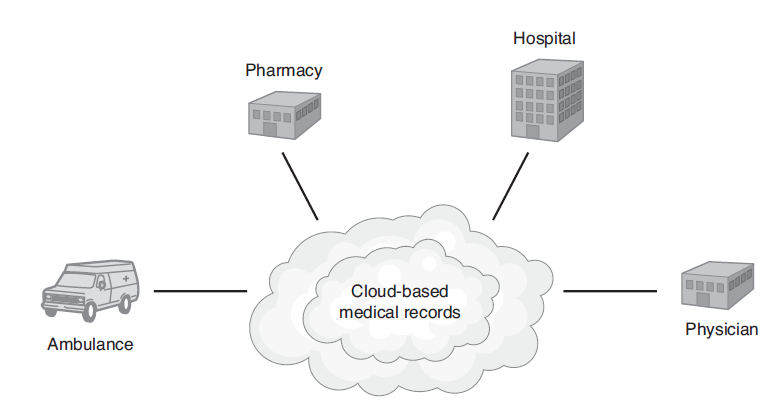 Hospital
Pharmacy
Cloud-based
medical records
Ambulance
Physician